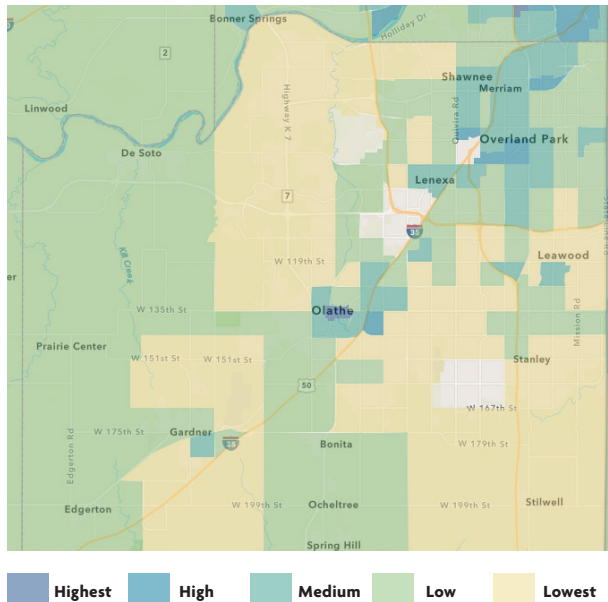 Bonner Springs
Holliday Dr
2
Shawnee
Merriam
Linwood
Highway K 7
Quivira Rd
Overland Park
De Soto
Lenexa
7
35
Kill Creek
W 119th St
Leawood
W 135th St
Olathe
Mission Rd
Prairie Center
W 151st St
W 151st St
Stanley
50
W 167th St
W 175th St
Gardner
35
Bonita
W 179th St
Edgerton Rd
W 199th St
Ocheltree
W 199th St
Stilwell
Edgerton
Spring Hill
Highest
High
Medium
Low
Lowest